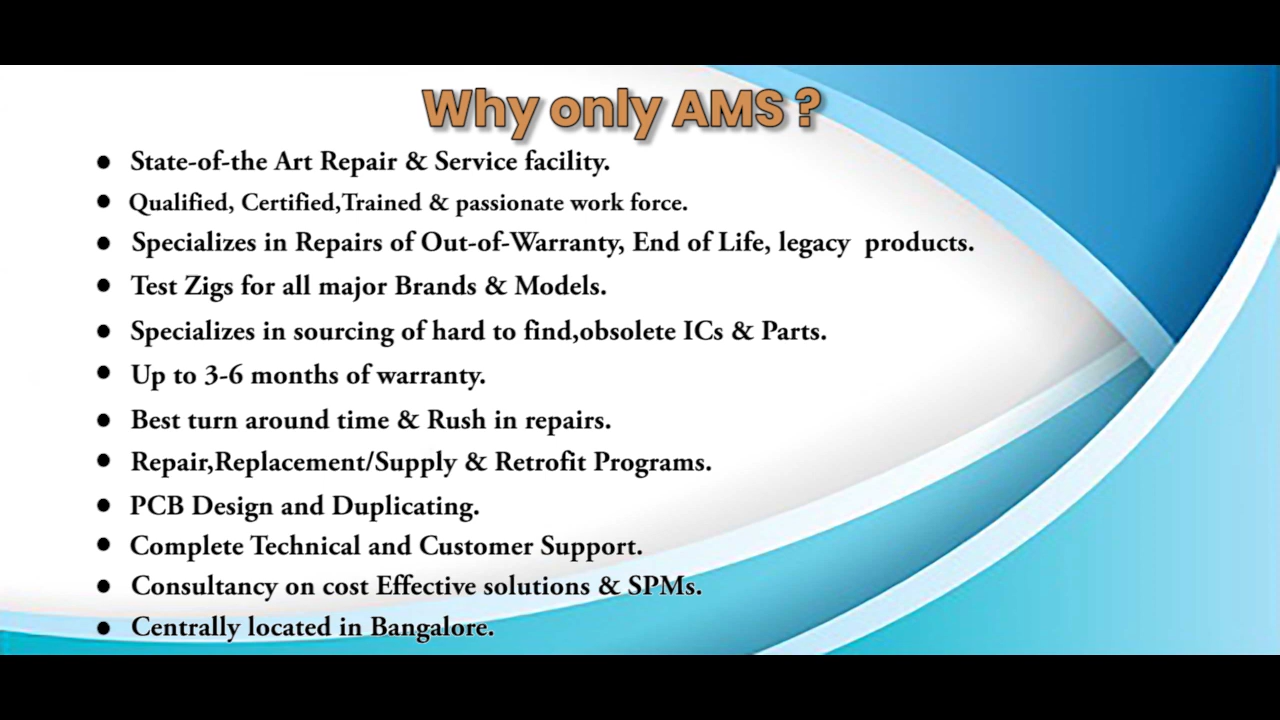 Why only AMS ?
● State-of-the Art Repair & Service facility.
● Qualified, Certified,Trained & passionate work force.
● Specializes in Repairs of Out-of-Warranty, End of Life, legacy products.
● Test Zigs for all major Brands & Models.
● Specializes in sourcing of hard to find,obsolete ICs & Parts.
● Up to 3-6 months of warranty.
● Best turn around time & Rush in repairs.
● Repair,Replacement/Supply & Retrofit Programs.
● PCB Design and Duplicating.
● Complete Technical and Customer Support.
● Consultancy on cost Effective solutions & SPMs.
● Centrally located in Bangalore.